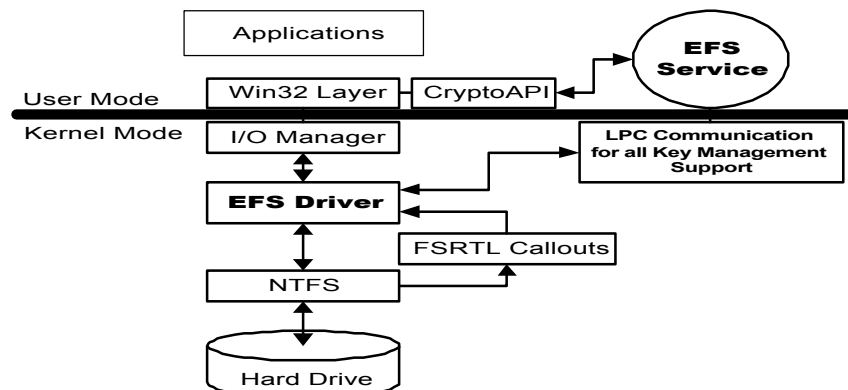 Applications
EFS
Service
User Mode
Win32 Layer
CryptoAPI
Kernel Mode
I/O Manager
LPC Communication
for all Key Management
Support
EFS Driver
FSRTL Callouts
NTFS
Hard Drive